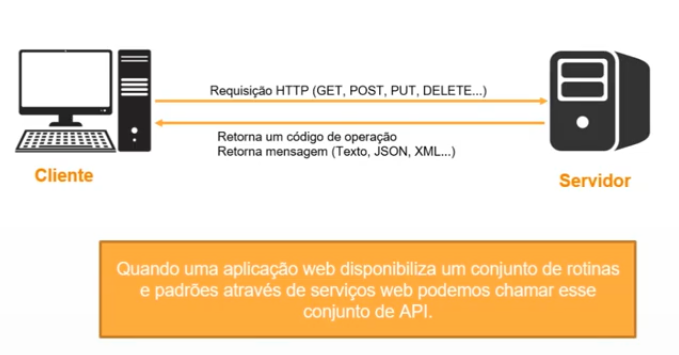 Requisição HTTP (GET, POST, PUT, DELETE...)
Retorna um código de operação
Retorna mensagem (Texto, JSON, XML...)
Cliente
Servidor
Quando uma aplicação web disponibiliza um conjunto de rotinas
e padrões através de serviços web podemos chamar esse
conjunto de API.